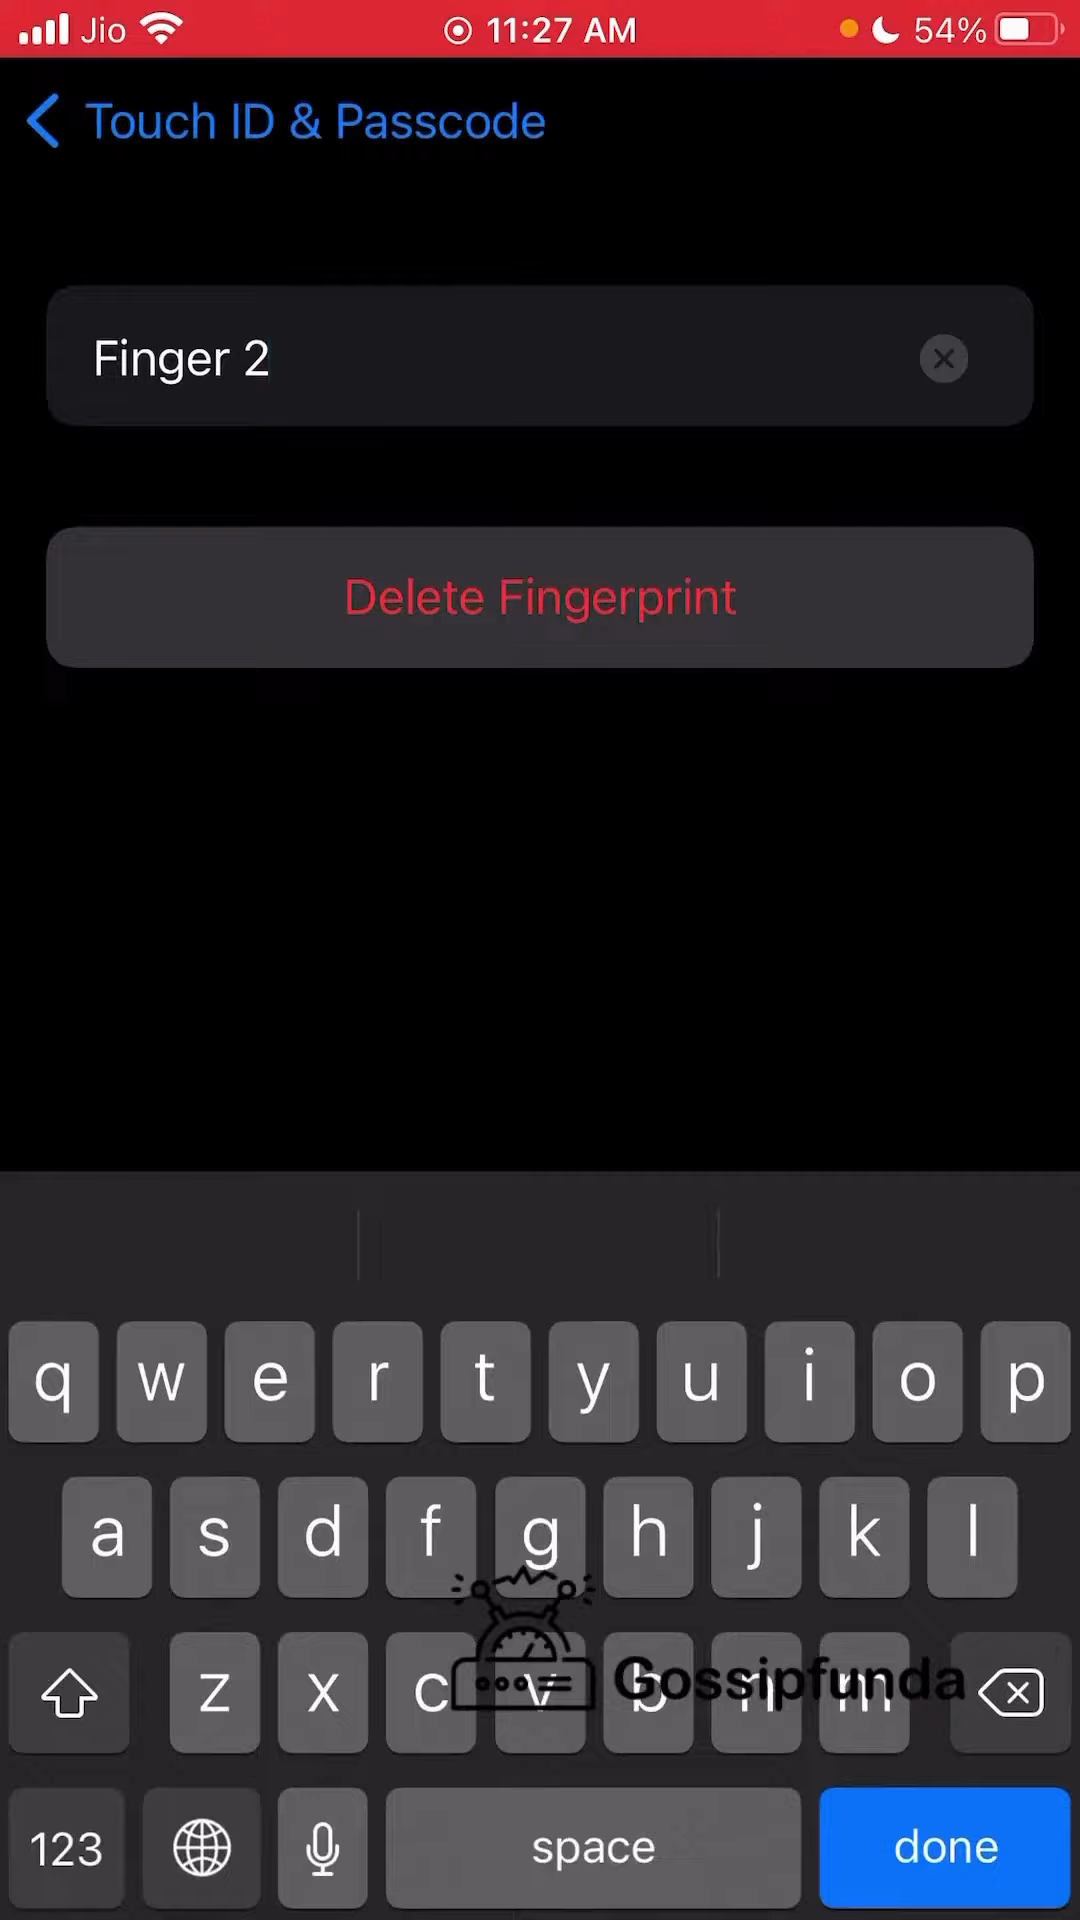 Jio 11:27 AM 54%
Touch ID & Passcode
Finger 2
Delete Fingerprint
q w e r t y u i o p
a s d f g h j k l
z x c v b n m
Gossipfunda
123 space done